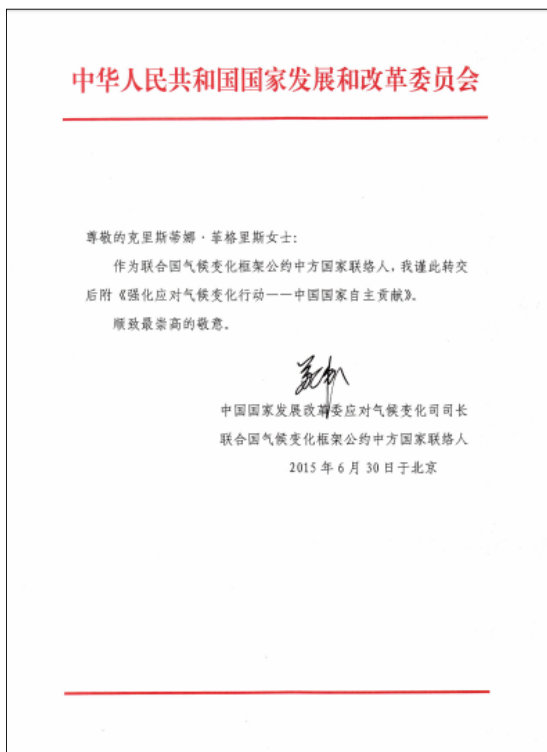 中华人民共和国国家发展和改革委员会
尊敬的克里斯蒂娜·菲格里斯女士:
作为联合国气候变化框架公约中方国家联络人,我谨此转交
后附《强化应对气候变化行动——中国国家自主贡献》。
顺致最崇高的敬意。
中国国家发展改革委应对气候变化司司长
联合国气候变化框架公约中方国家联络人
2015 年 6 月 30 日于北京